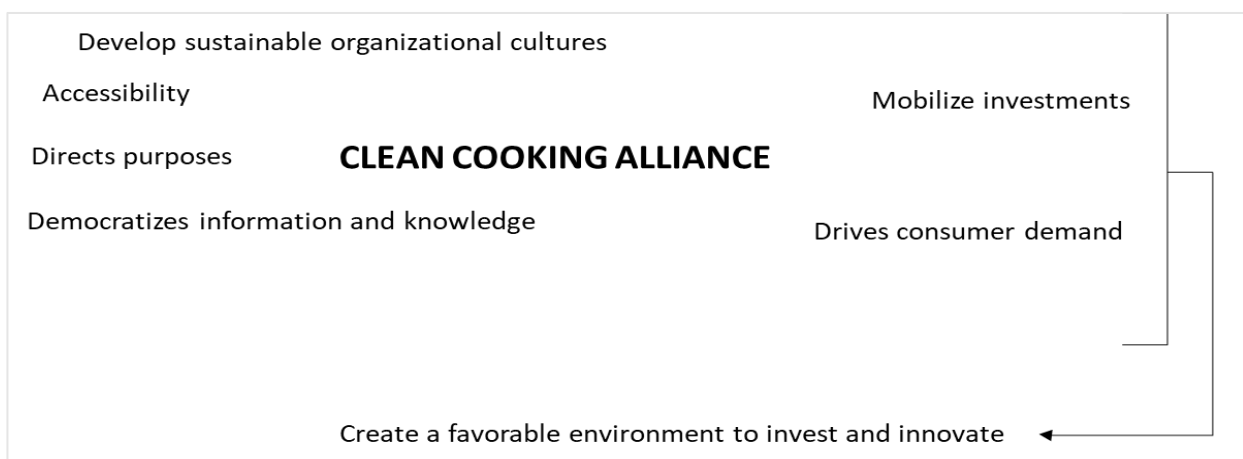 Develop sustainable organizational cultures
Accessibility
Mobilize investments
Directs purposes
CLEAN COOKING ALLIANCE
Democratizes information and knowledge
Drives consumer demand
Create a favorable environment to invest and innovate